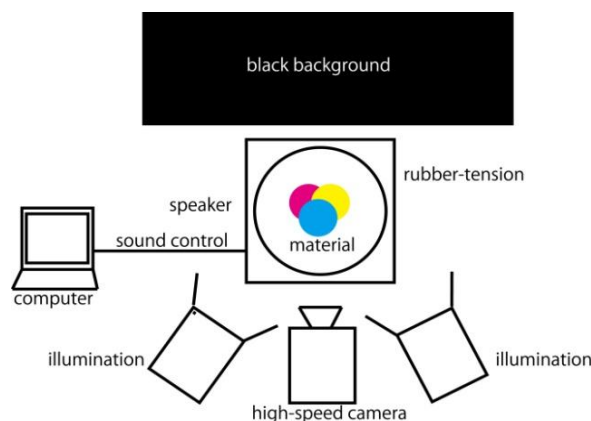 black background
rubber-tension
speaker
sound control
material
computer
illumination
illumination
high-speed camera